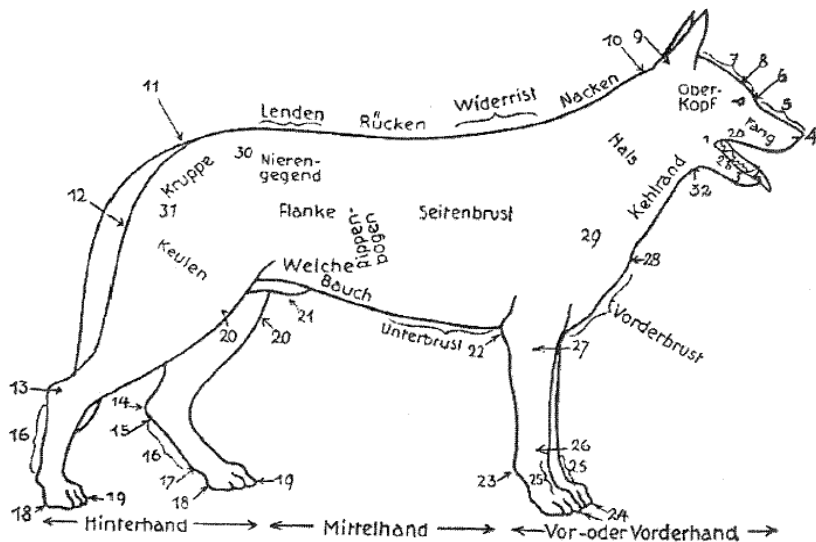 9
10
7
8
6
5
4
11
Lenden
Rücken
Widerrist
Nacken
Ober-
Kopf
Fang
1
20
Hals
30
Nieren-
gegend
Kruppe
12
31
Flanke
Rippen-
bogen
Seitenbrust
Kehlrand
32
29
28
Keulen
Weiche
Bauch
20
20
21
Unterbrust
22
27
Vorderbrust
13
14
15
16
16
17
18
19
23
26
25
25
24
18
19
Hinterhand
Mittelhand
Vor-oder Vorderhand